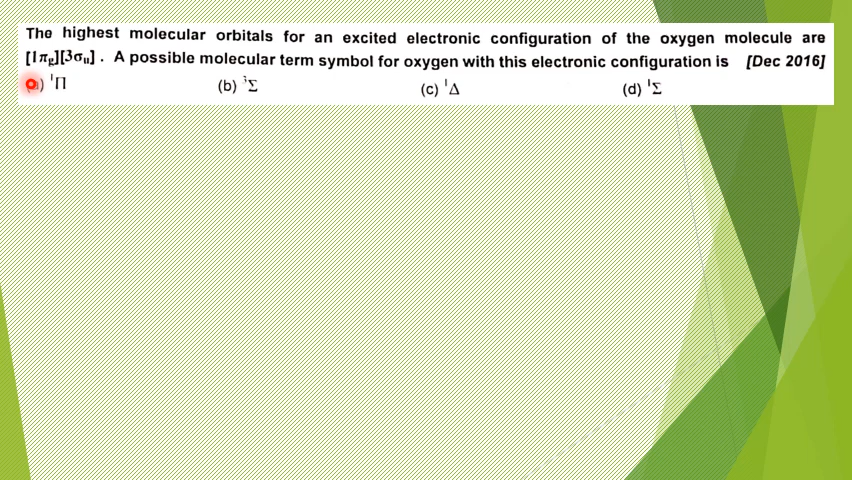 The highest molecular orbitals for an excited electronic configuration of the oxygen molecule are
[1πg][3σu] . A possible molecular term symbol for oxygen with this electronic configuration is [Dec 2016]
) ¹Π (b) ³Σ (c) ¹Δ (d) ¹Σ